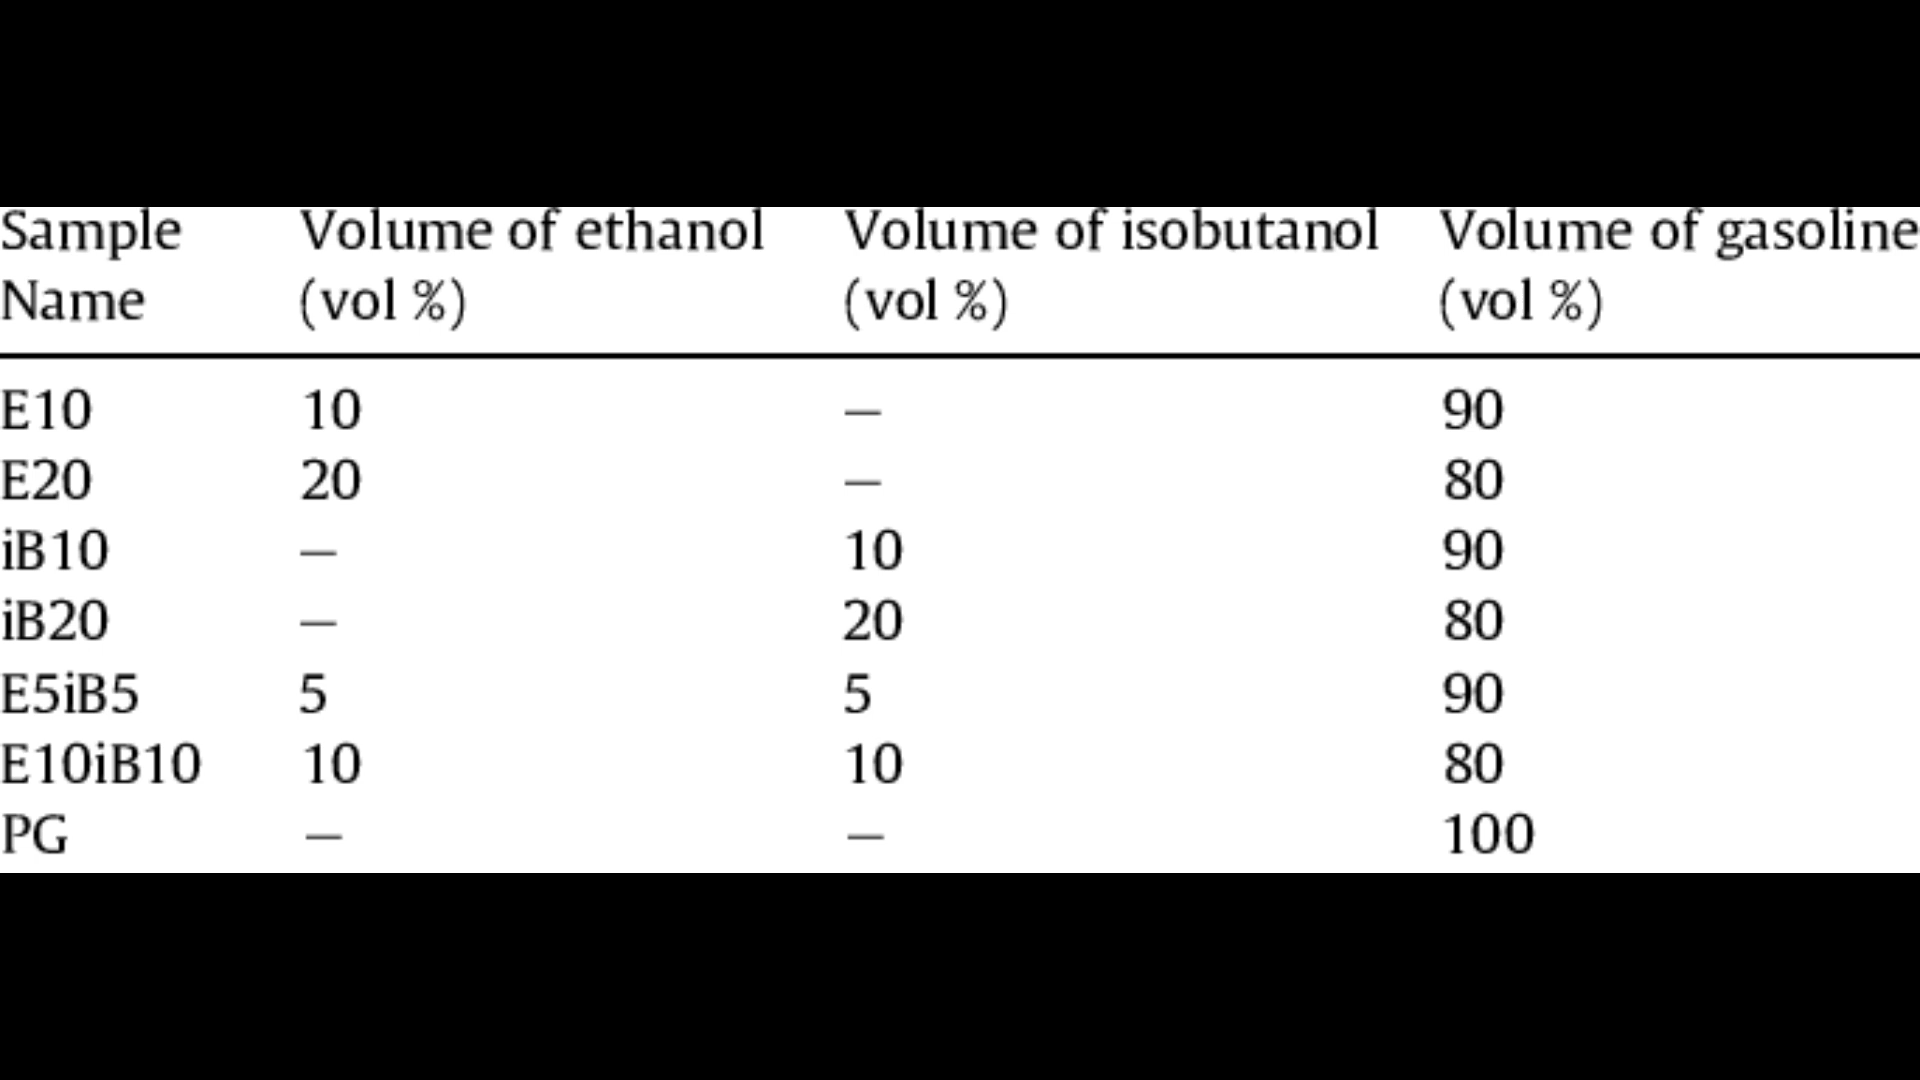 Sample Volume of ethanol Volume of isobutanol Volume of gasoline
Name (vol %) (vol %) (vol %)
E10 10 – 90
E20 20 – 80
iB10 – 10 90
iB20 – 20 80
E5iB5 5 5 90
E10iB10 10 10 80
PG – – 100